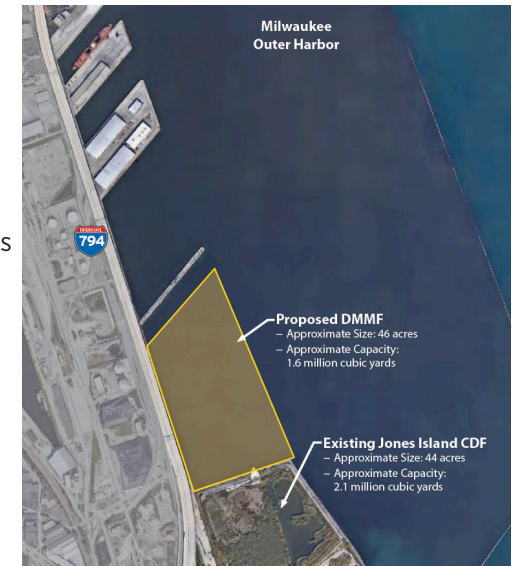 Milwaukee
Outer Harbor
S
INTERSTATE
794
Proposed DMMF
– Approximate Size: 46 acres
– Approximate Capacity:
1.6 million cubic yards
Existing Jones Island CDF
– Approximate Size: 44 acres
– Approximate Capacity:
2.1 million cubic yards